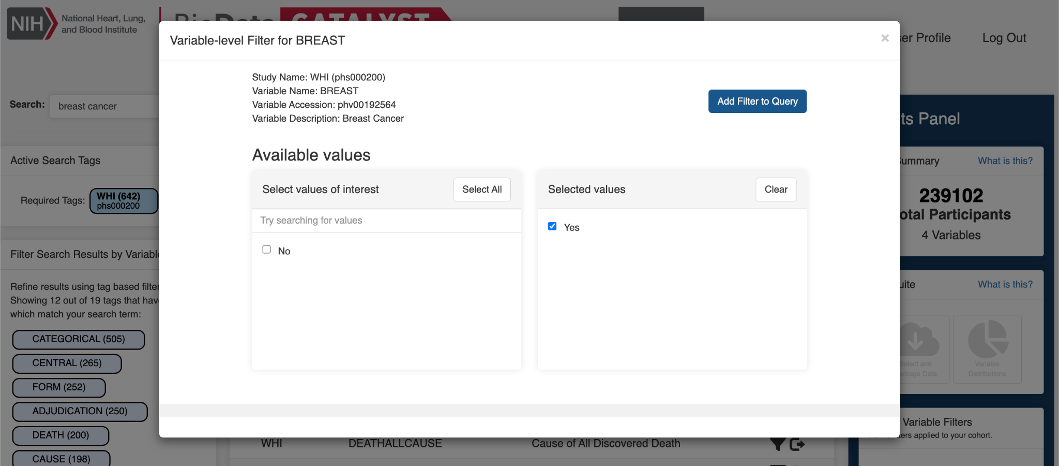 NIH National Heart, Lung,
and Blood Institute
BioData CATALYST
er Profile
Log Out
Variable-level Filter for BREAST
×
Study Name: WHI (phs000200)
Variable Name: BREAST
Variable Accession: phv00192564
Variable Description: Breast Cancer
Add Filter to Query
Available values
Select values of interest
Select All
Try searching for values
No
Selected values
Clear
Yes
Search:
breast cancer
Active Search Tags
Required Tags:
WHI (642)
phs000200
Filter Search Results by Variable
Refine results using tag based filte
Showing 12 out of 19 tags that hav
which match your search term:
CATEGORICAL (505)
CENTRAL (265)
FORM (252)
ADJUDICATION (250)
DEATH (200)
CAUSE (198)
WHI
DEATHALLCAUSE
Cause of All Discovered Death
ts Panel
ummary
What is this?
239102
otal Participants
4 Variables
uite
What is this?
Variable
Distributions
Variable Filters
ers applied to your cohort.